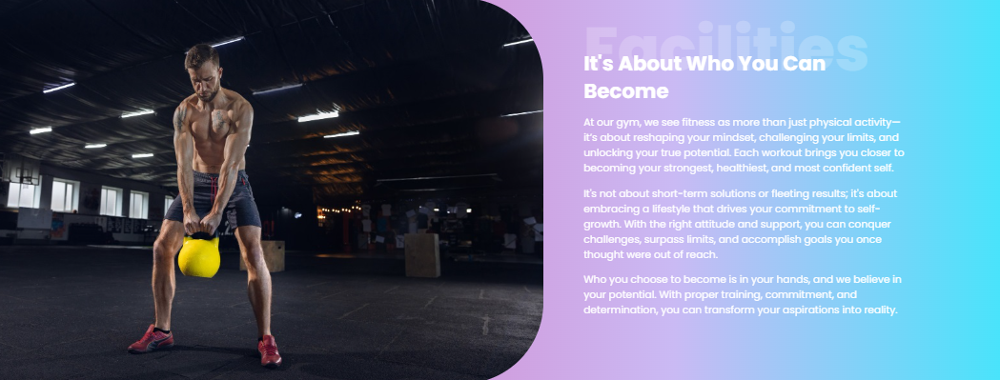 Facilities
It's About Who You Can
Become
At our gym, we see fitness as more than just physical activity—
it's about reshaping your mindset, challenging your limits, and
unlocking your true potential. Each workout brings you closer to
becoming your strongest, healthiest, and most confident self.
It's not about short-term solutions or fleeting results; it's about
embracing a lifestyle that drives your commitment to self-
growth. With the right attitude and support, you can conquer
challenges, surpass limits, and accomplish goals you once
thought were out of reach.
Who you choose to become is in your hands, and we believe in
your potential. With proper training, commitment, and
determination, you can transform your aspirations into reality.